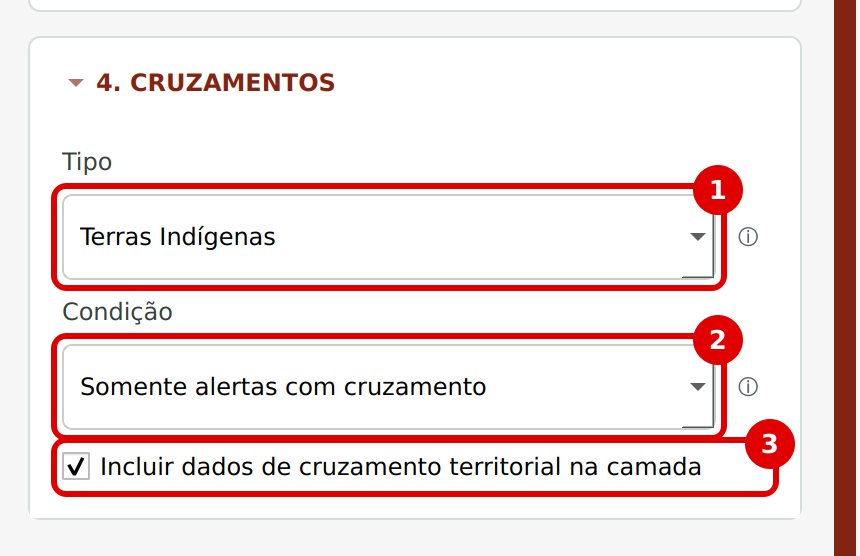 4. CRUZAMENTOS
Tipo
1
Terras Indígenas
Condição
2
Somente alertas com cruzamento
3
Incluir dados de cruzamento territorial na camada